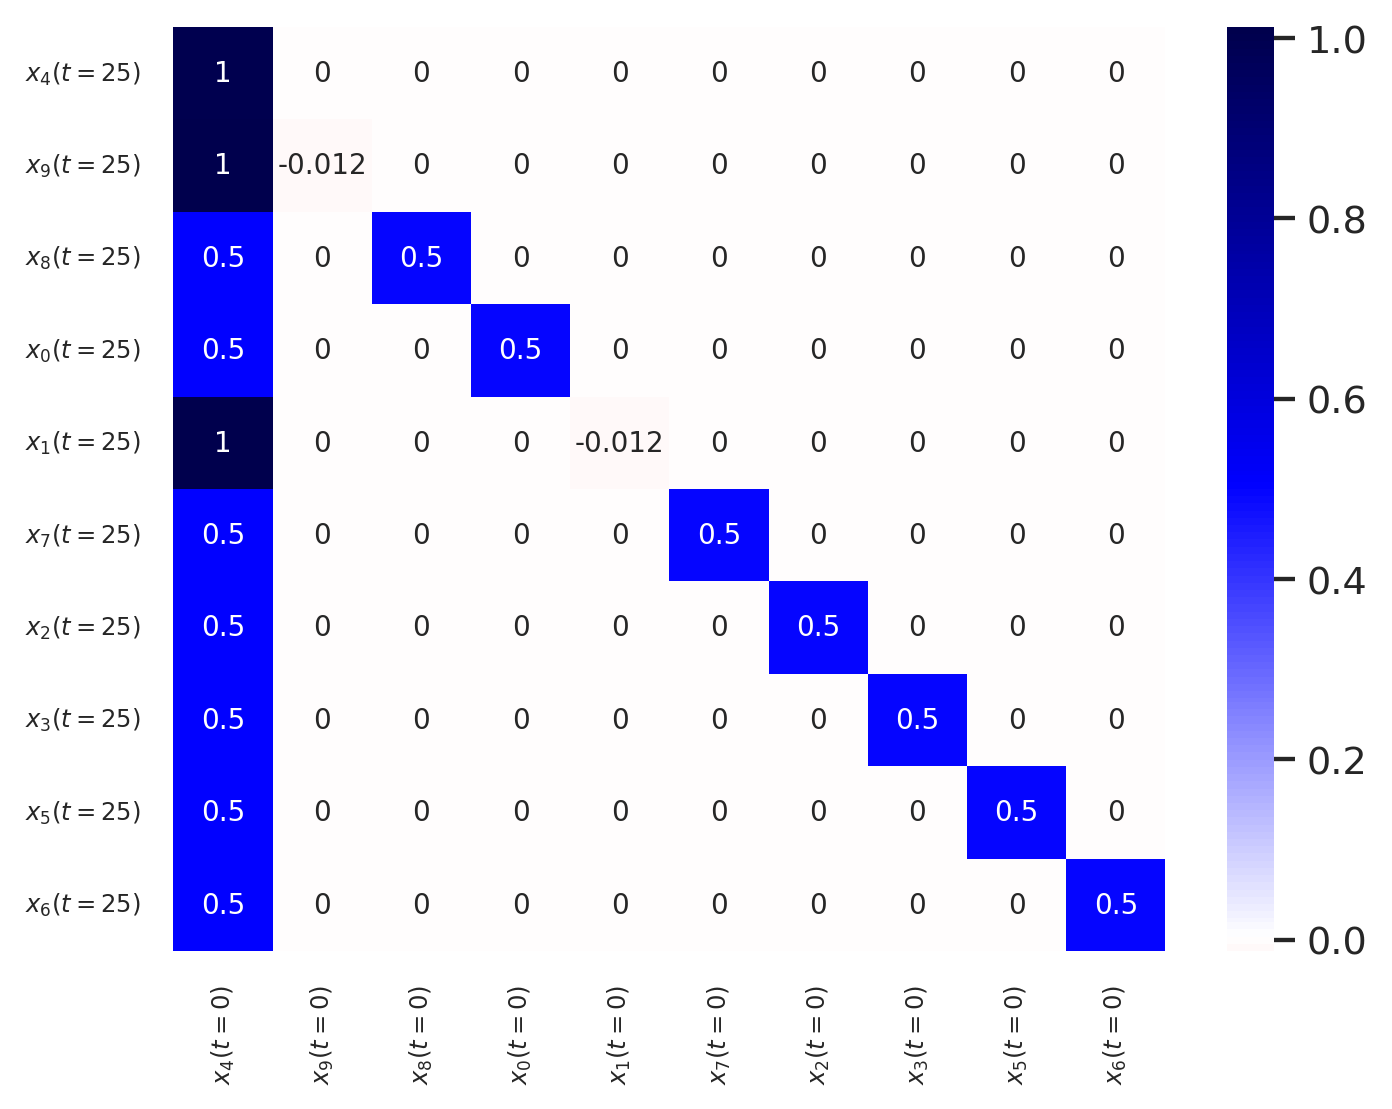 x₄(t = 25) 1 0 0 0 0 0 0 0 0 0
x₉(t = 25) 1 -0.012 0 0 0 0 0 0 0 0
x₈(t = 25) 0.5 0 0.5 0 0 0 0 0 0 0
x₀(t = 25) 0.5 0 0 0.5 0 0 0 0 0 0
x₁(t = 25) 1 0 0 0 -0.012 0 0 0 0 0
x₇(t = 25) 0.5 0 0 0 0 0.5 0 0 0 0
x₂(t = 25) 0.5 0 0 0 0 0 0.5 0 0 0
x₃(t = 25) 0.5 0 0 0 0 0 0 0.5 0 0
x₅(t = 25) 0.5 0 0 0 0 0 0 0 0.5 0
x₆(t = 25) 0.5 0 0 0 0 0 0 0 0 0.5
x₄(t = 0)
x₉(t = 0)
x₈(t = 0)
x₀(t = 0)
x₁(t = 0)
x₇(t = 0)
x₂(t = 0)
x₃(t = 0)
x₅(t = 0)
x₆(t = 0)
1.0
0.8
0.6
0.4
0.2
0.0